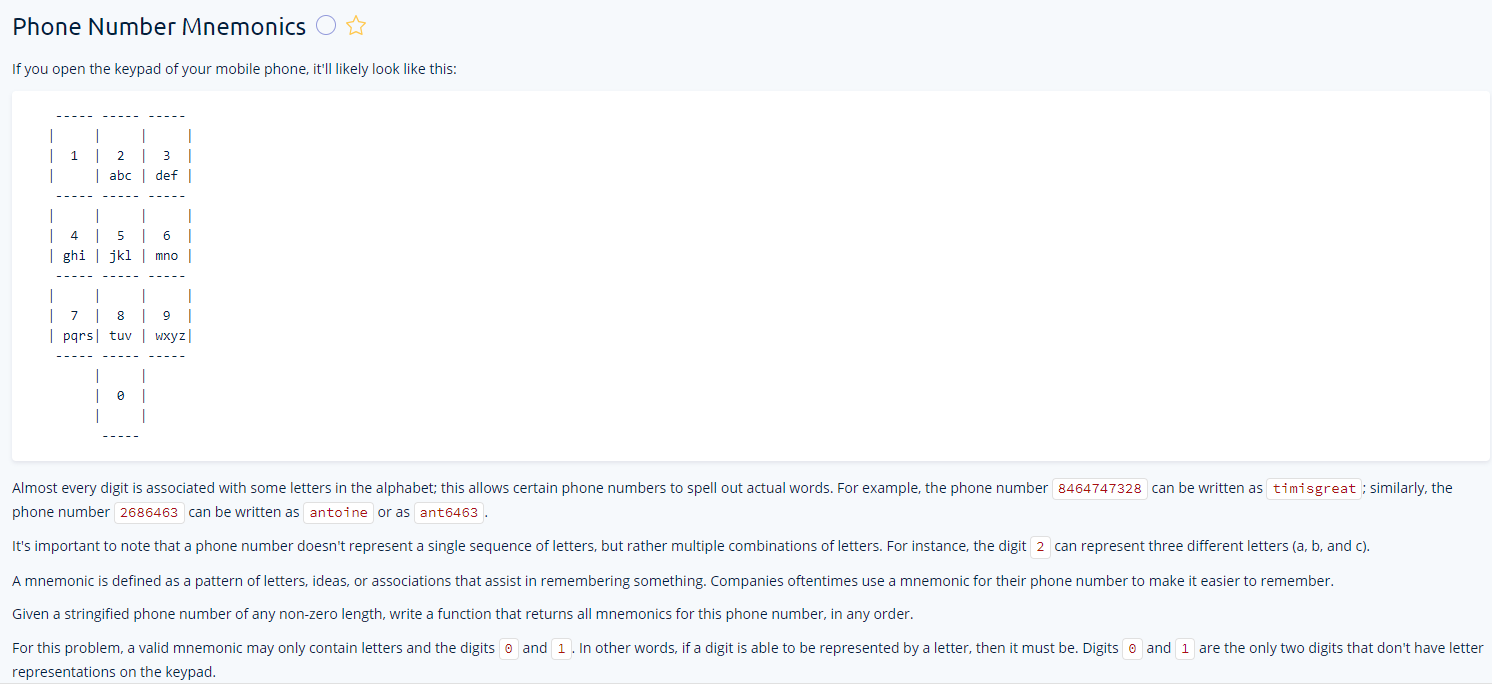 Phone Number Mnemonics
If you open the keypad of your mobile phone, it'll likely look like this:
 ----- ----- -----
|     |     |     |
|  1  |  2  |  3  |
|     | abc | def |
 ----- ----- -----
|     |     |     |
|  4  |  5  |  6  |
| ghi | jkl | mno |
 ----- ----- -----
|     |     |     |
|  7  |  8  |  9  |
| pqrs| tuv | wxyz|
 ----- ----- -----
      |     |
      |  0  |
      |     |
       -----
Almost every digit is associated with some letters in the alphabet; this allows certain phone numbers to spell out actual words. For example, the phone number 8464747328 can be written as timisgreat; similarly, the
phone number 2686463 can be written as antoine or as ant6463.
It's important to note that a phone number doesn't represent a single sequence of letters, but rather multiple combinations of letters. For instance, the digit 2 can represent three different letters (a, b, and c).
A mnemonic is defined as a pattern of letters, ideas, or associations that assist in remembering something. Companies oftentimes use a mnemonic for their phone number to make it easier to remember.
Given a stringified phone number of any non-zero length, write a function that returns all mnemonics for this phone number, in any order.
For this problem, a valid mnemonic may only contain letters and the digits 0 and 1. In other words, if a digit is able to be represented by a letter, then it must be. Digits 0 and 1 are the only two digits that don't have letter
representations on the keypad.